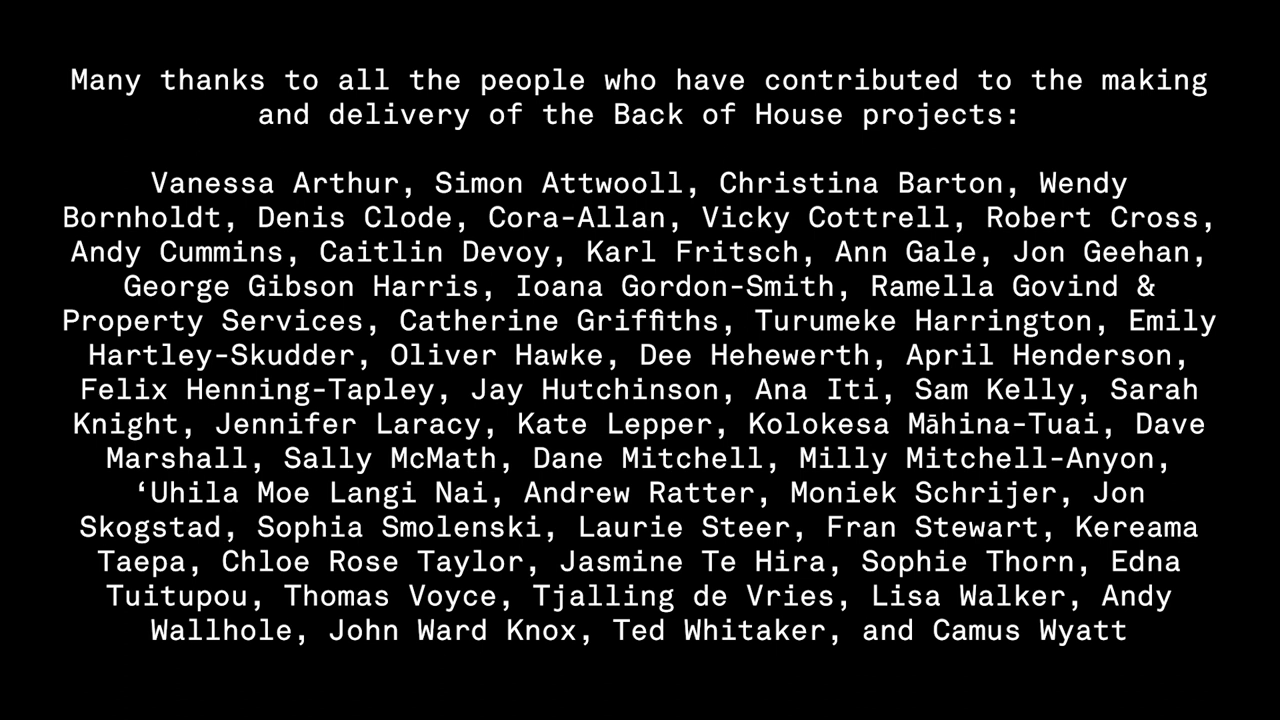 Many thanks to all the people who have contributed to the making
and delivery of the Back of House projects:
Vanessa Arthur, Simon Attwooll, Christina Barton, Wendy
Bornholdt, Denis Clode, Cora-Allan, Vicky Cottrell, Robert Cross,
Andy Cummins, Caitlin Devoy, Karl Fritsch, Ann Gale, Jon Geehan,
George Gibson Harris, Ioana Gordon-Smith, Ramella Govind &
Property Services, Catherine Griffiths, Turumeke Harrington, Emily
Hartley-Skudder, Oliver Hawke, Dee Hehewerth, April Henderson,
Felix Henning-Tapley, Jay Hutchinson, Ana Iti, Sam Kelly, Sarah
Knight, Jennifer Laracy, Kate Lepper, Kolokesa Māhina-Tuai, Dave
Marshall, Sally McMath, Dane Mitchell, Milly Mitchell-Anyon,
‘Uhila Moe Langi Nai, Andrew Ratter, Moniek Schrijer, Jon
Skogstad, Sophia Smolenski, Laurie Steer, Fran Stewart, Kereama
Taepa, Chloe Rose Taylor, Jasmine Te Hira, Sophie Thorn, Edna
Tuitupou, Thomas Voyce, Tjalling de Vries, Lisa Walker, Andy
Wallhole, John Ward Knox, Ted Whitaker, and Camus Wyatt